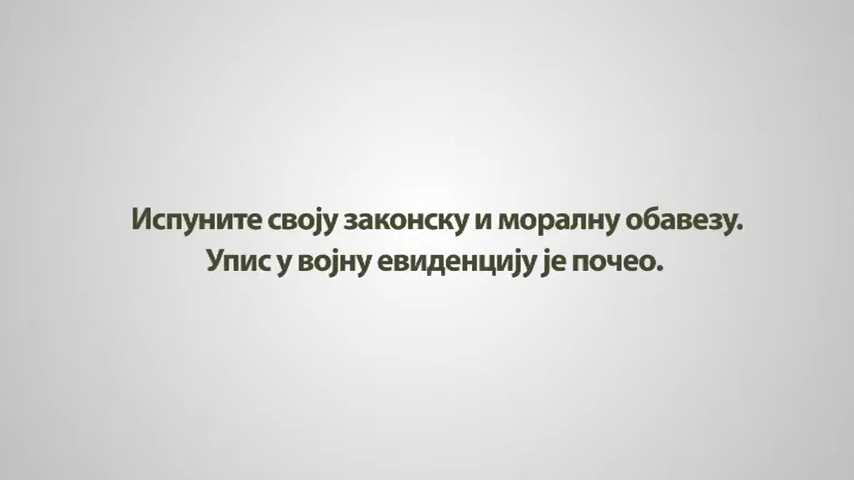 Испуните своју законску и моралну обавезу.
Упис у војну евиденцију је почео.